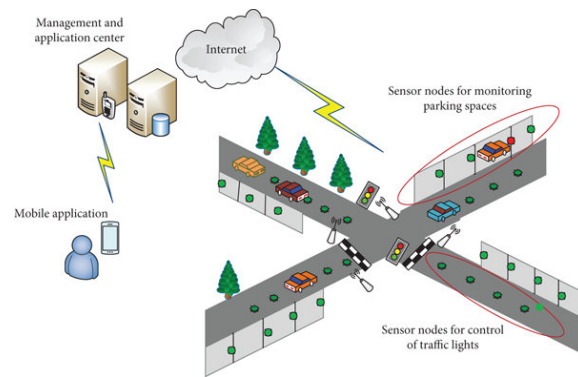 Management and
application center
Internet
Sensor nodes for monitoring
parking spaces
Mobile application
Sensor nodes for control
of traffic lights